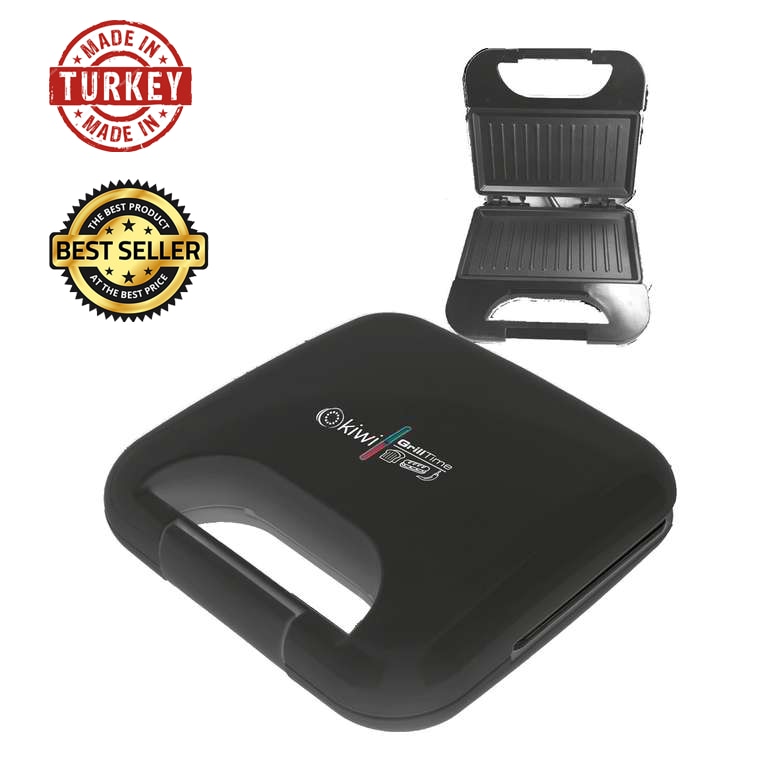 MADE IN
TURKEY
MADE IN
THE BEST PRODUCT
BEST SELLER
AT THE BEST PRICE
kiwi
GrillTime